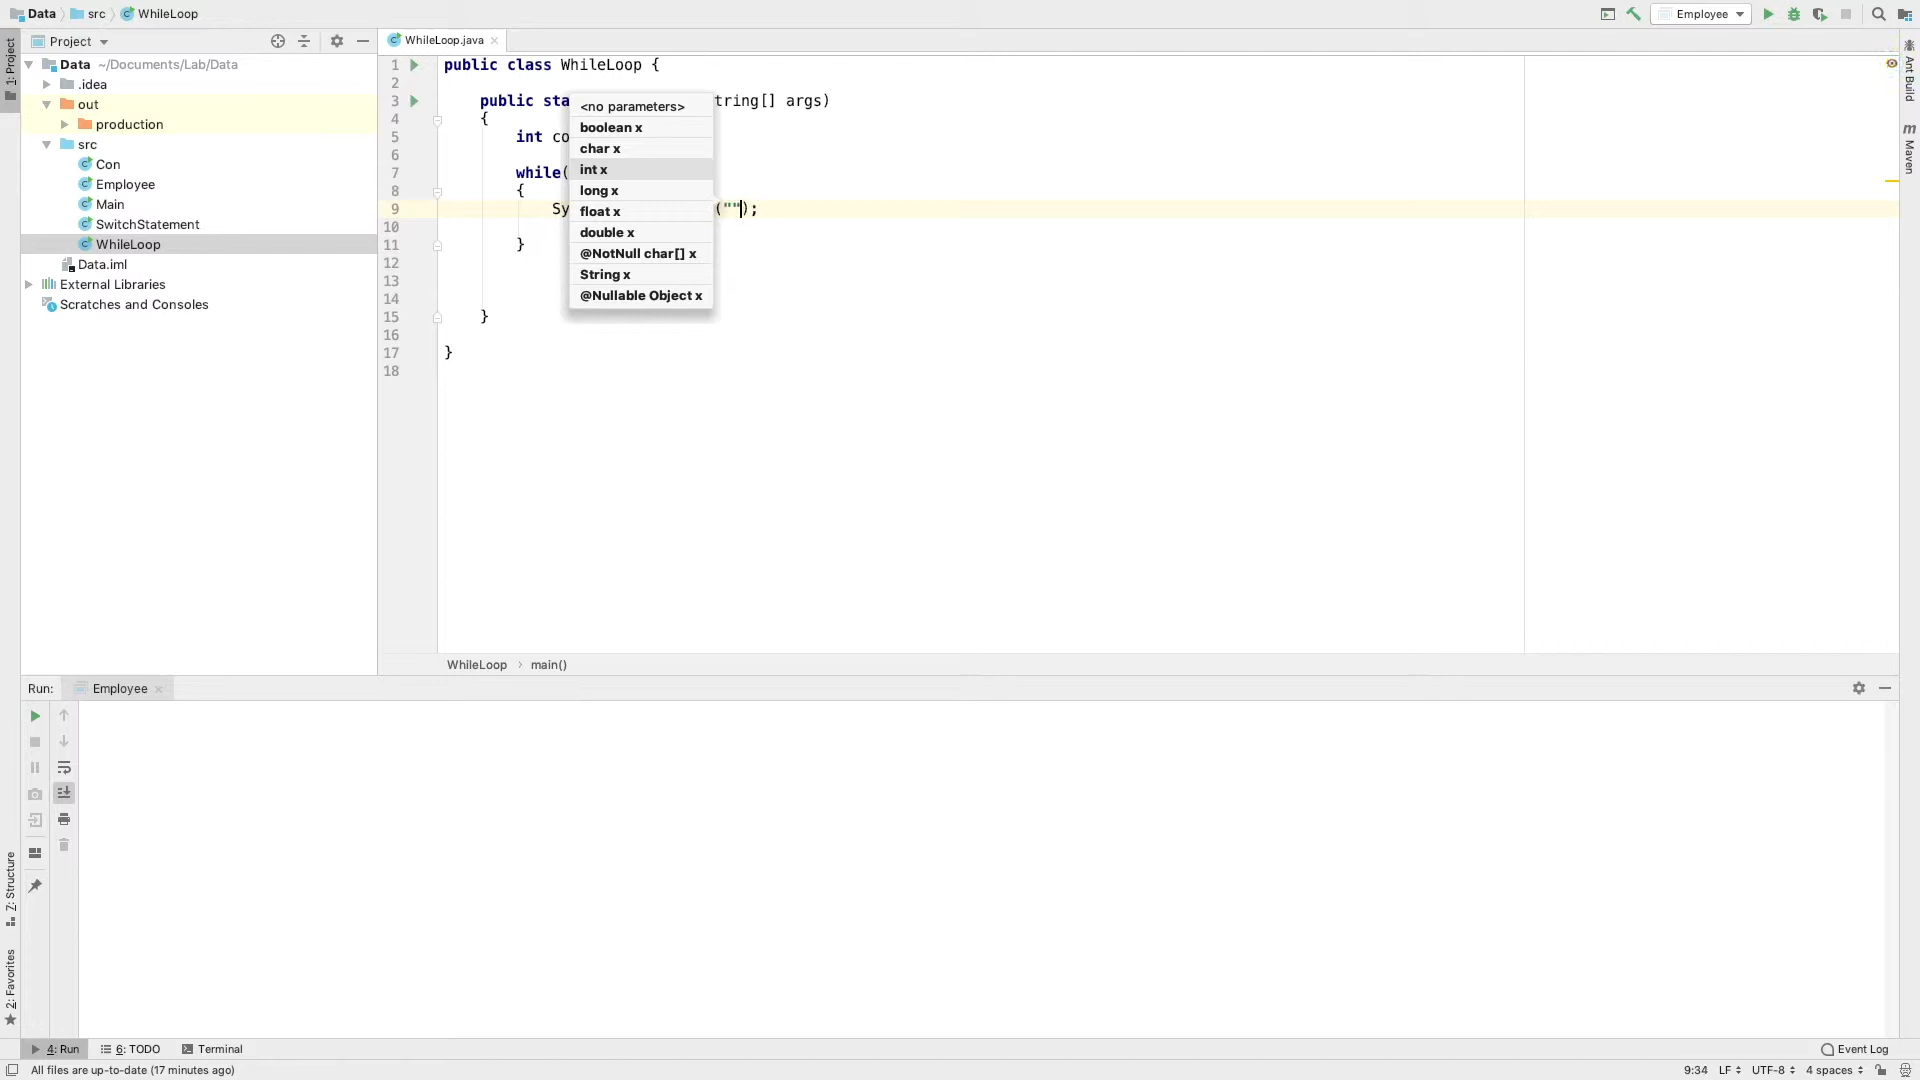 Data src WhileLoop Employee
Project
WhileLoop.java
Data ~/Documents/Lab/Data
.idea
out
production
src
Con
Employee
Main
SwitchStatement
WhileLoop
Data.iml
External Libraries
Scratches and Consoles
1 public class WhileLoop {
2
3 public sta tring[] args)
4 {
5 int co
6
7 while(
8 {
9 Sy ("");
10
11 }
12
13
14
15 }
16
17 }
18
<no parameters>
boolean x
char x
int x
long x
float x
double x
@NotNull char[] x
String x
@Nullable Object x
WhileLoop › main()
1: Project
Z: Structure
2: Favorites
Ant Build
m Maven
Run: Employee
4: Run 6: TODO Terminal Event Log
All files are up-to-date (17 minutes ago) 9:34 LF UTF-8 4 spaces